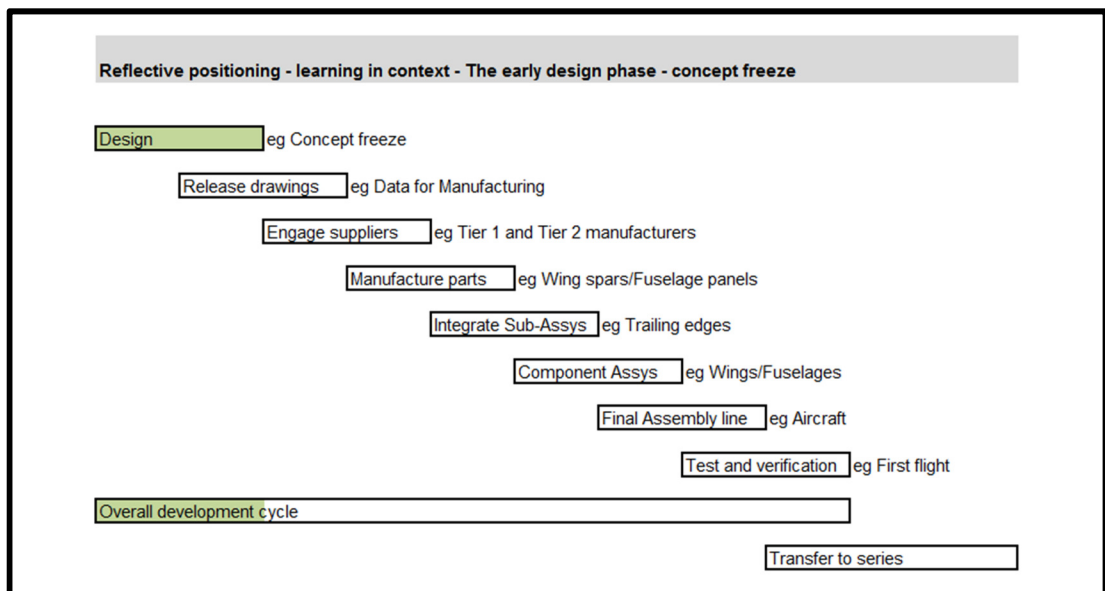 Reflective positioning - learning in context - The early design phase - concept freeze
Design eg Concept freeze
Release drawings eg Data for Manufacturing
Engage suppliers eg Tier 1 and Tier 2 manufacturers
Manufacture parts eg Wing spars/Fuselage panels
Integrate Sub-Assys eg Trailing edges
Component Assys eg Wings/Fuselages
Final Assembly line eg Aircraft
Test and verification eg First flight
Overall development cycle
Transfer to series